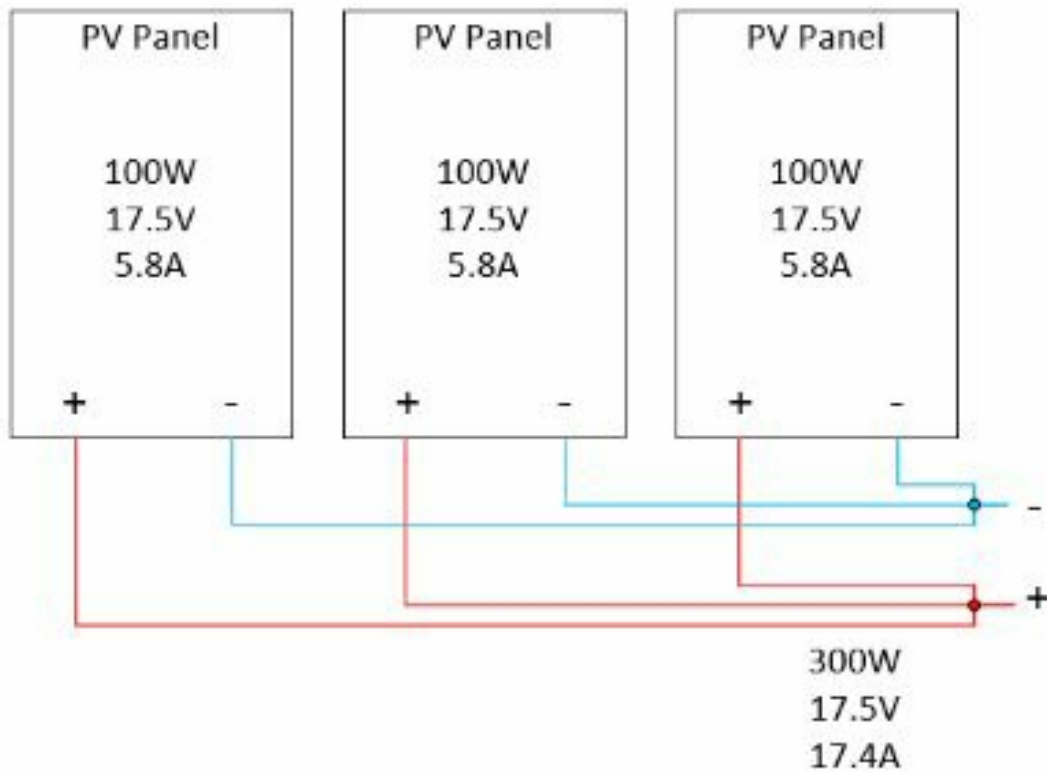 PV Panel
100W
17.5V
5.8A
+ -
PV Panel
100W
17.5V
5.8A
+ -
PV Panel
100W
17.5V
5.8A
+ -
-
+
300W
17.5V
17.4A